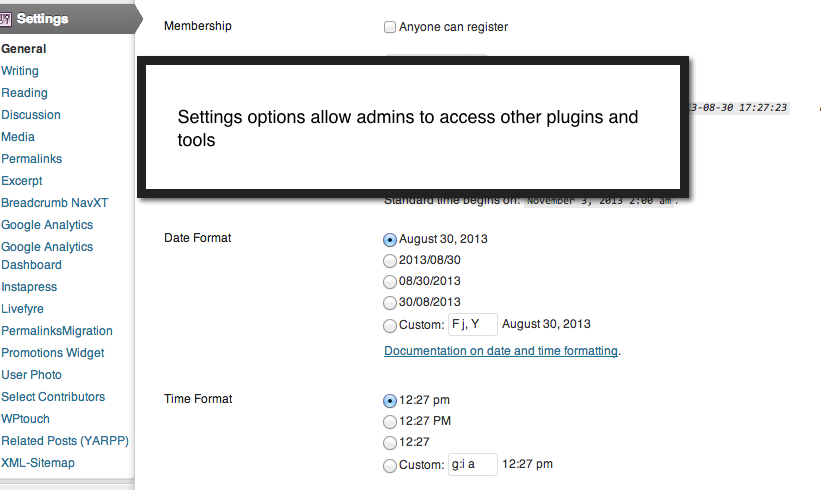 Settings
General
Writing
Reading
Discussion
Media
Permalinks
Excerpt
Breadcrumb NavXT
Google Analytics
Google Analytics
Dashboard
Instapress
Livefyre
PermalinksMigration
Promotions Widget
User Photo
Select Contributors
WPtouch
Related Posts (YARPP)
XML-Sitemap
Membership
Anyone can register
Settings options allow admins to access other plugins and
tools
3-08-30 17:27:23
Standard time begins on: November 3, 2013 2:00 am.
Date Format
August 30, 2013
2013/08/30
08/30/2013
30/08/2013
Custom: F j, Y August 30, 2013
Documentation on date and time formatting.
Time Format
12:27 pm
12:27 PM
12:27
Custom: g:i a 12:27 pm